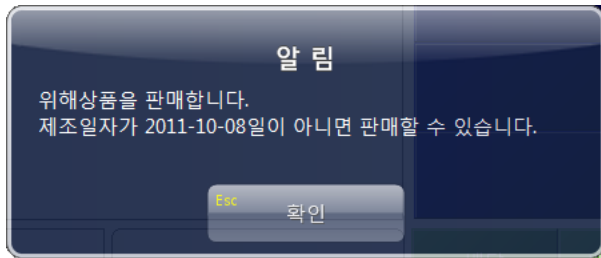 알 림
위해상품을 판매합니다.
제조일자가 2011-10-08일이 아니면 판매할 수 있습니다.
Esc
확인